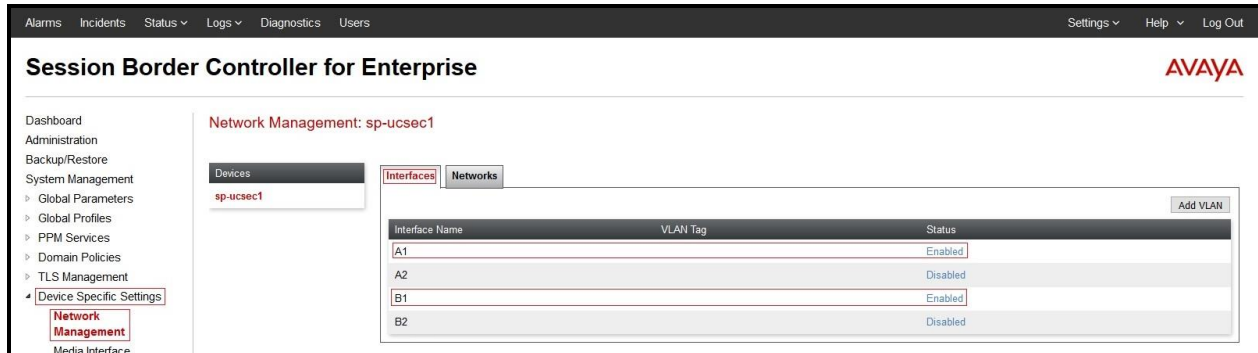 Alarms Incidents Status Logs Diagnostics Users Settings Help Log Out
Session Border Controller for Enterprise
AVAYA
Dashboard
Administration
Backup/Restore
System Management
Global Parameters
Global Profiles
PPM Services
Domain Policies
TLS Management
Device Specific Settings
Network
Management
Media Interface
Network Management: sp-ucsec1
Devices
sp-ucsec1
Interfaces Networks
Add VLAN
Interface Name VLAN Tag Status
A1 Enabled
A2 Disabled
B1 Enabled
B2 Disabled